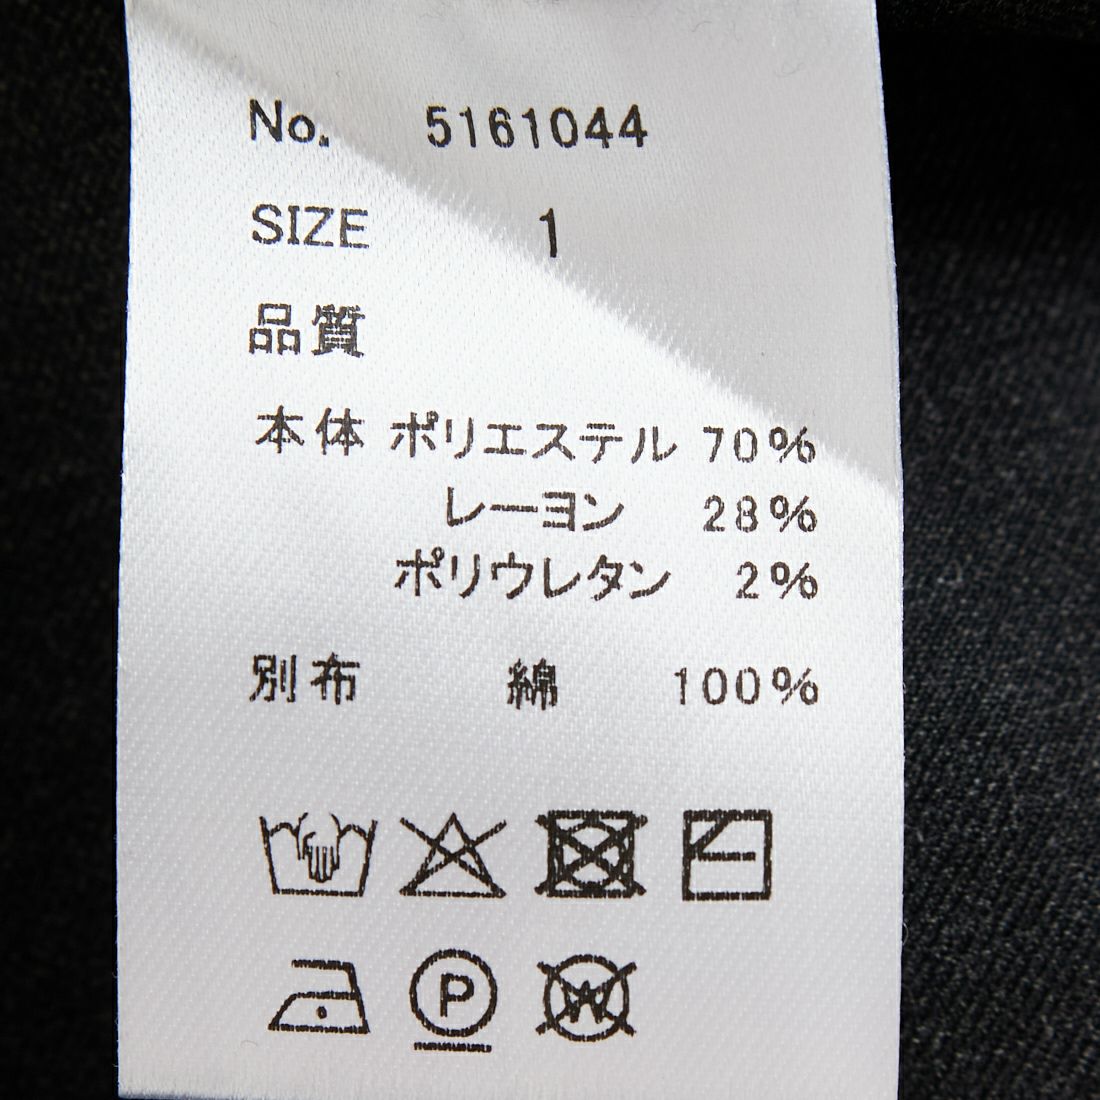 No. 5161044
SIZE 1
品質
本体 ポリエステル 70%
レーヨン 28%
ポリウレタン 2%
別布 綿 100%
P
W